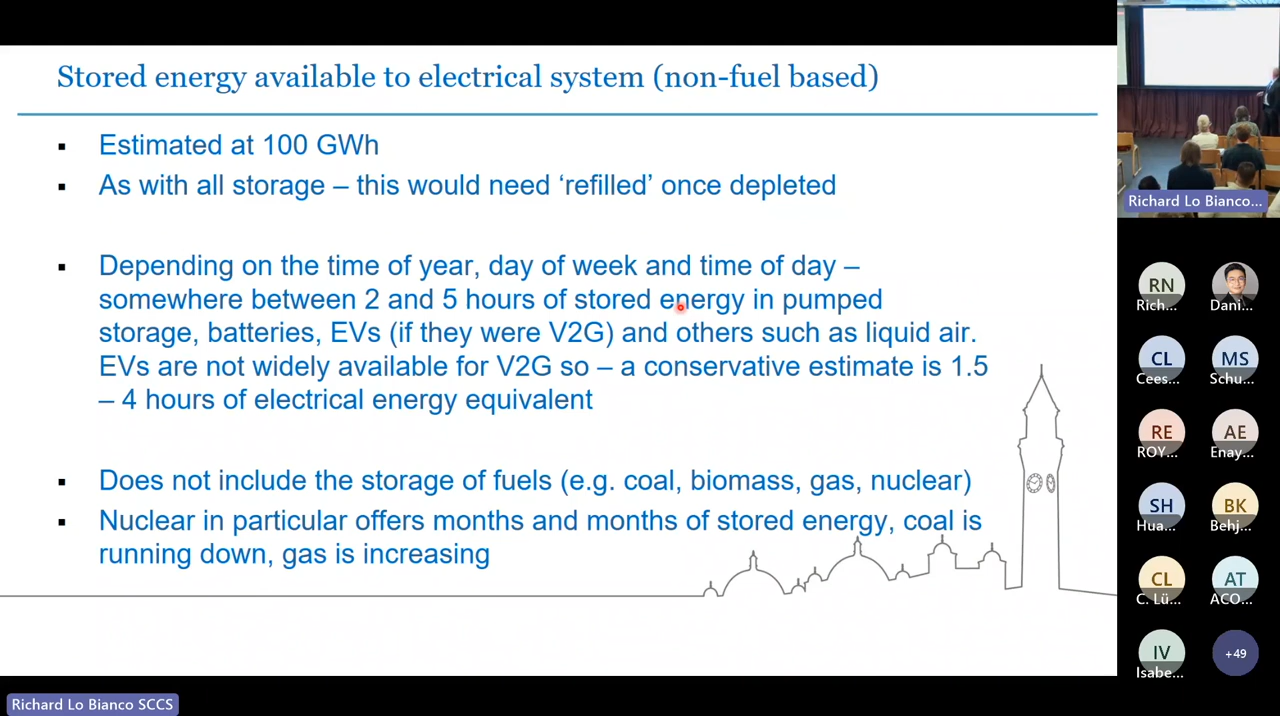 Stored energy available to electrical system (non-fuel based)
▪ Estimated at 100 GWh
▪ As with all storage – this would need ‘refilled’ once depleted
▪ Depending on the time of year, day of week and time of day –
somewhere between 2 and 5 hours of stored energy in pumped
storage, batteries, EVs (if they were V2G) and others such as liquid air.
EVs are not widely available for V2G so – a conservative estimate is 1.5
– 4 hours of electrical energy equivalent
▪ Does not include the storage of fuels (e.g. coal, biomass, gas, nuclear)
▪ Nuclear in particular offers months and months of stored energy, coal is
running down, gas is increasing
Richard Lo Bianco SCCS
Richard Lo Bianco...
RN
Rich...
Dani...
CL
Cees...
MS
Schu...
RE
ROY...
AE
Enay...
SH
Hua...
BK
Behj...
CL
C. Lü...
AT
ACO...
IV
Isabe...
+49